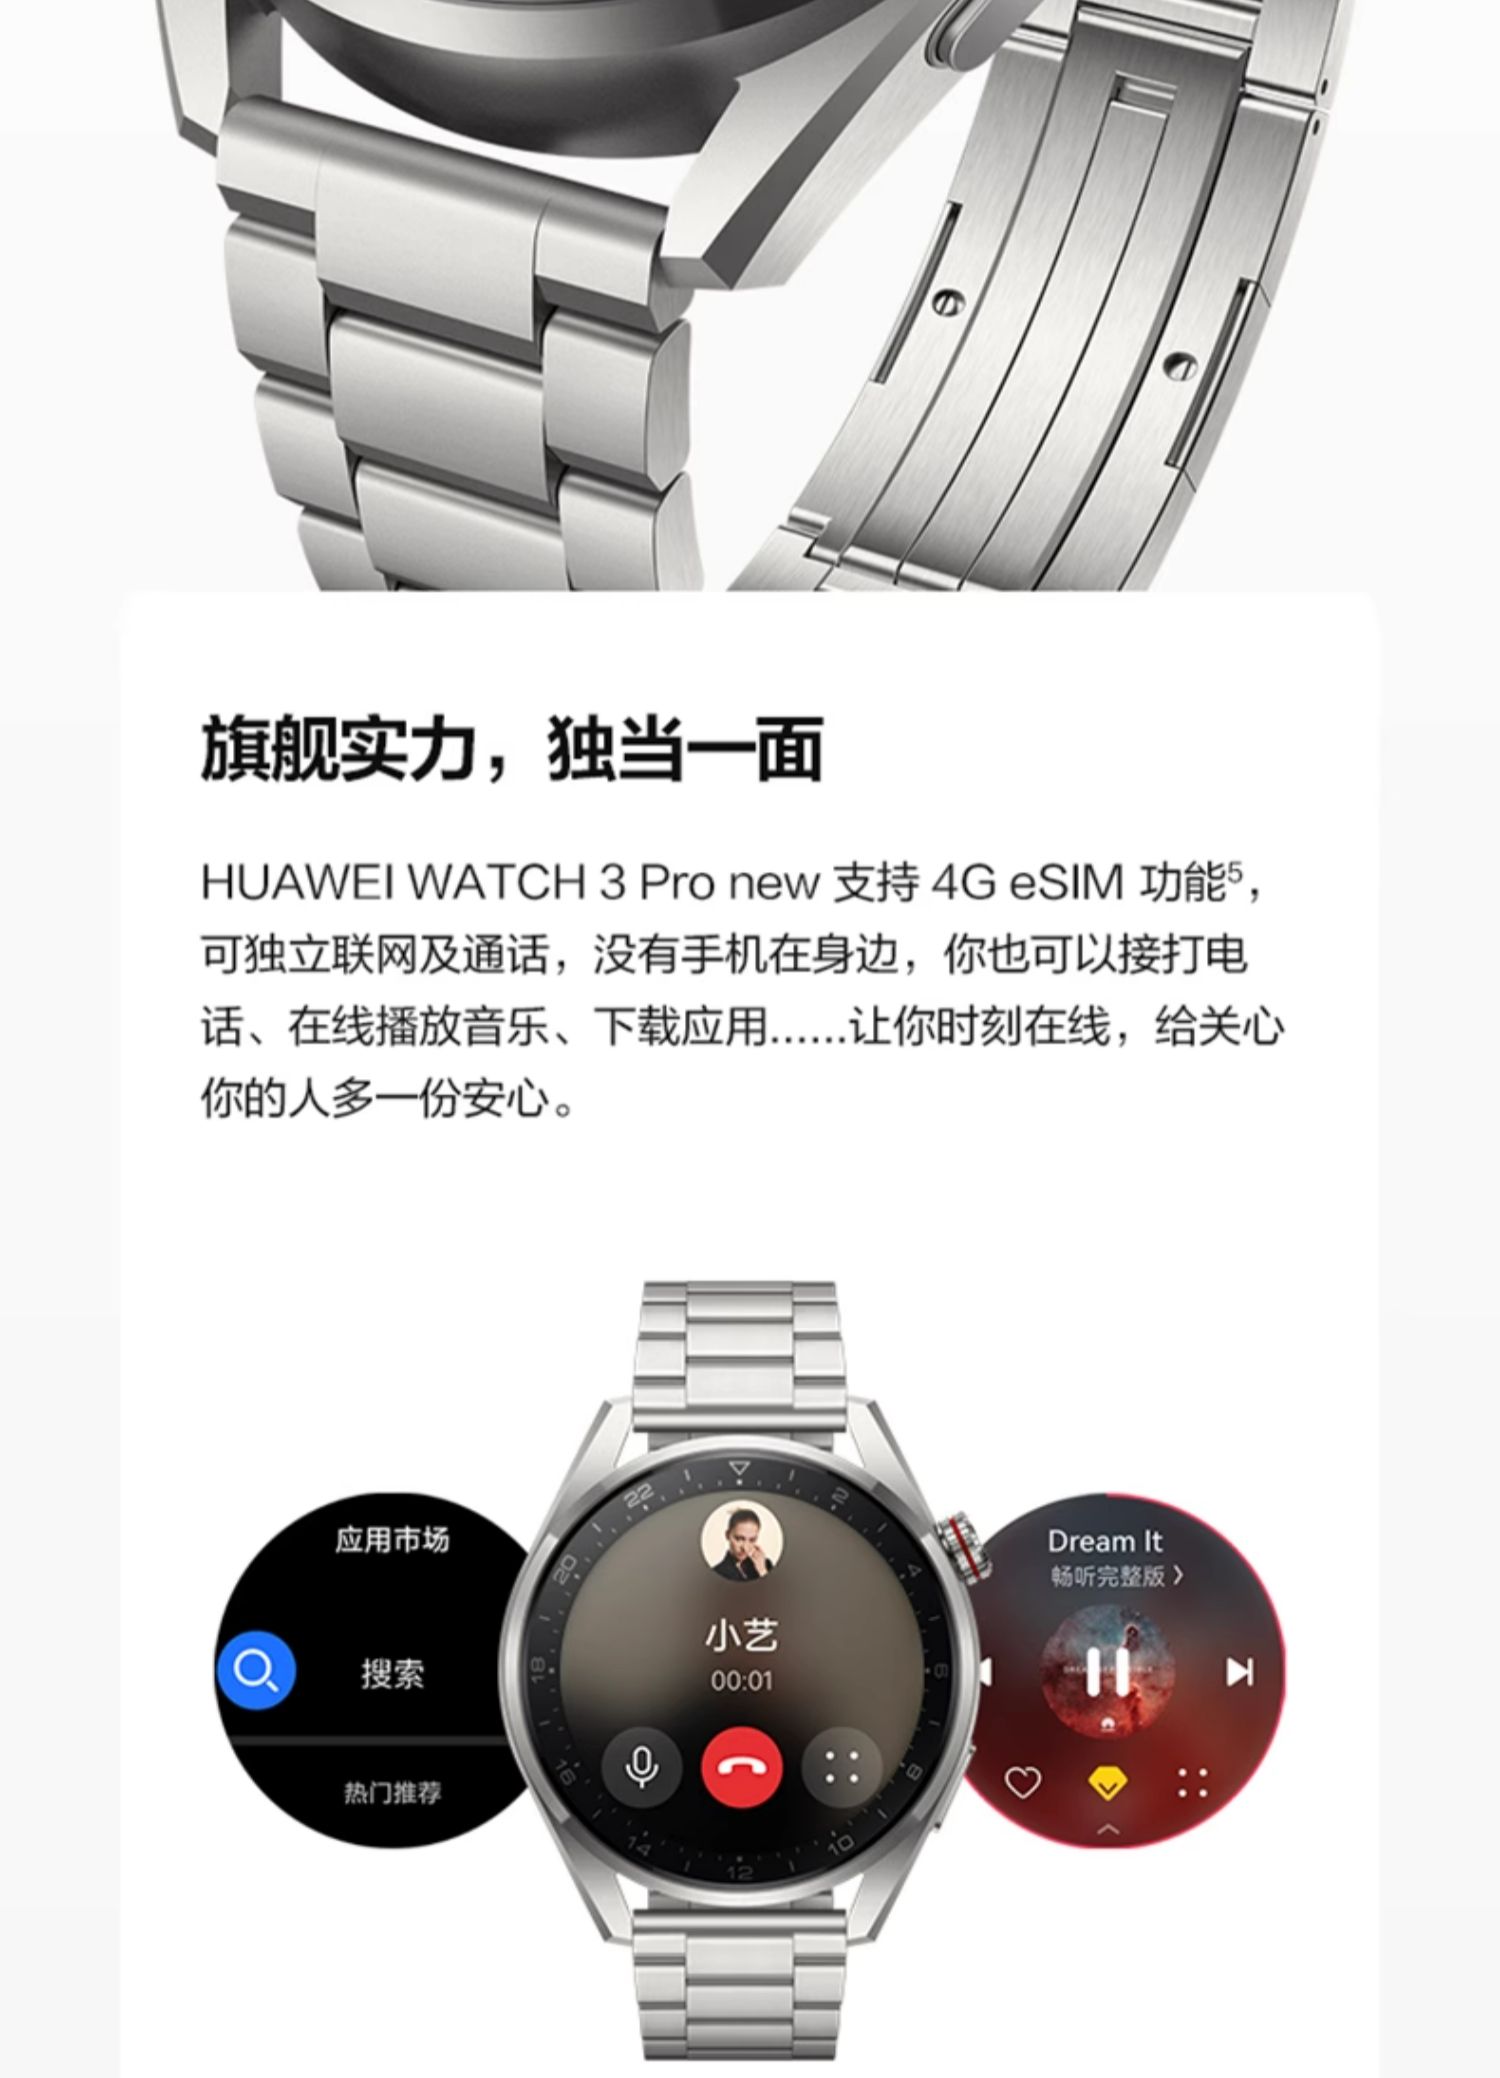 旗舰实力，独当一面
HUAWEI WATCH 3 Pro new 支持 4G eSIM 功能5，
可独立联网及通话，没有手机在身边，你也可以接打电
话、在线播放音乐、下载应用......让你时刻在线，给关心
你的人多一份安心。
应用市场
搜索
热门推荐
22
2
20
4
18
6
16
8
14
12
10
小艺
00:01
Dream It
畅听完整版